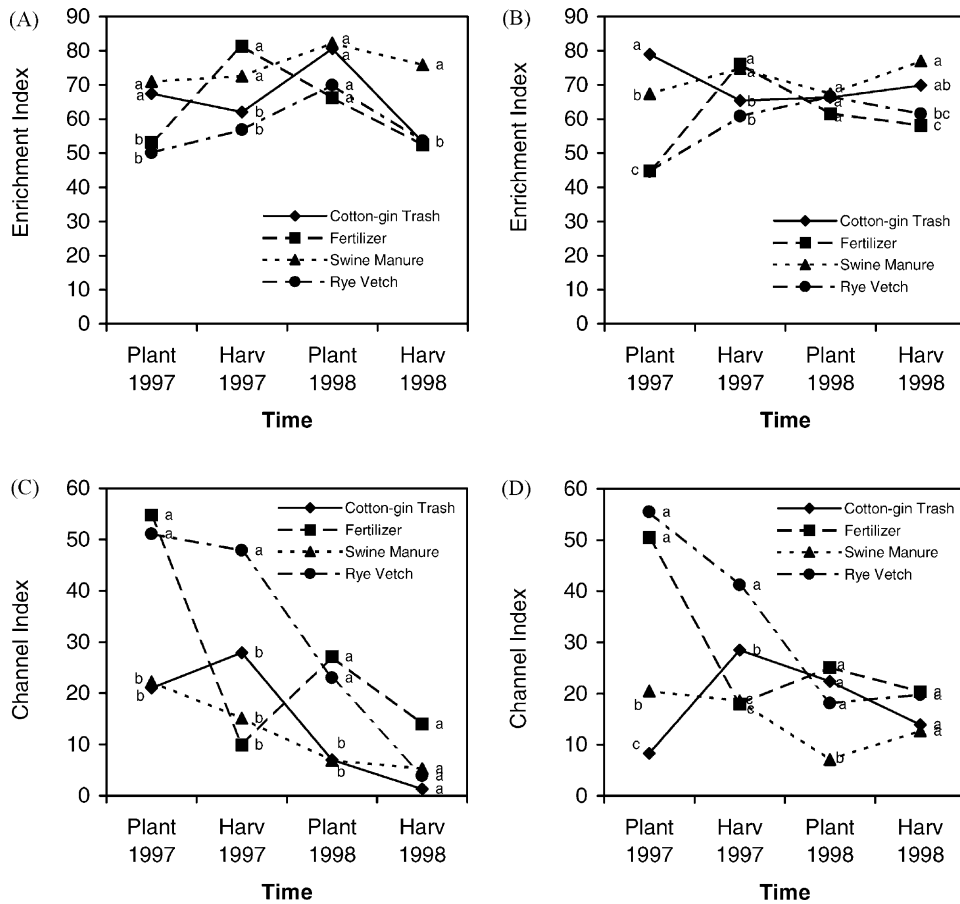 (A)
90
80
70
60
50
40
30
20
10
0
Enrichment Index
a
a
b
b
a
a
b
b
a
a
a
a
a
b
Cotton-gin Trash
Fertilizer
Swine Manure
Rye Vetch
Plant Harv Plant Harv
1997 1997 1998 1998
Time
(B)
90
80
70
60
50
40
30
20
10
0
Enrichment Index
a
b
c
a
a
b
b
a
a
a
a
a
ab
bc
c
Cotton-gin Trash
Fertilizer
Swine Manure
Rye Vetch
Plant Harv Plant Harv
1997 1997 1998 1998
Time
(C)
60
50
40
30
20
10
0
Channel Index
a
a
b
b
a
b
b
b
a
a
b
b
a
a
a
a
Cotton-gin Trash
Fertilizer
Swine Manure
Rye Vetch
Plant Harv Plant Harv
1997 1997 1998 1998
Time
(D)
60
50
40
30
20
10
0
Channel Index
a
a
b
c
a
b
c
c
a
a
a
b
a
a
a
a
Cotton-gin Trash
Fertilizer
Swine Manure
Rye Vetch
Plant Harv Plant Harv
1997 1997 1998 1998
Time